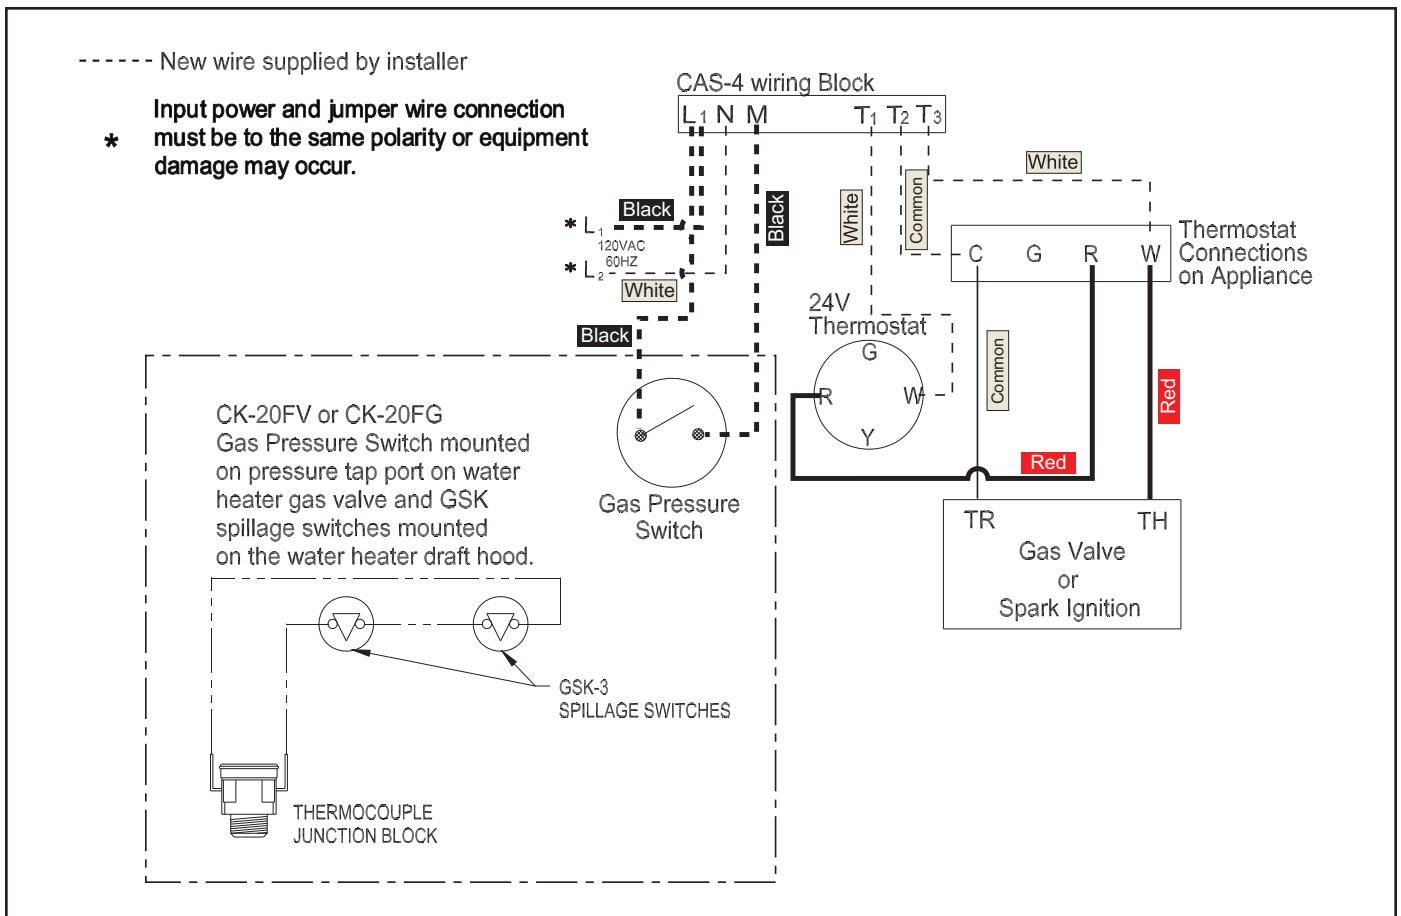 New wire supplied by installer
* Input power and jumper wire connection
must be to the same polarity or equipment
damage may occur.
CAS-4 wiring Block
L1 N M T1 T2 T3
White
Black
Black
White
Common
* L1
120VAC
60HZ
* L2
White
Black
C G R W
Thermostat
Connections
on Appliance
24V
Thermostat
G
R W
Y
Common
Red
Red
CK-20FV or CK-20FG
Gas Pressure Switch mounted
on pressure tap port on water
heater gas valve and GSK
spillage switches mounted
on the water heater draft hood.
Gas Pressure
Switch
TR TH
Gas Valve
or
Spark Ignition
GSK-3
SPILLAGE SWITCHES
THERMOCOUPLE
JUNCTION BLOCK